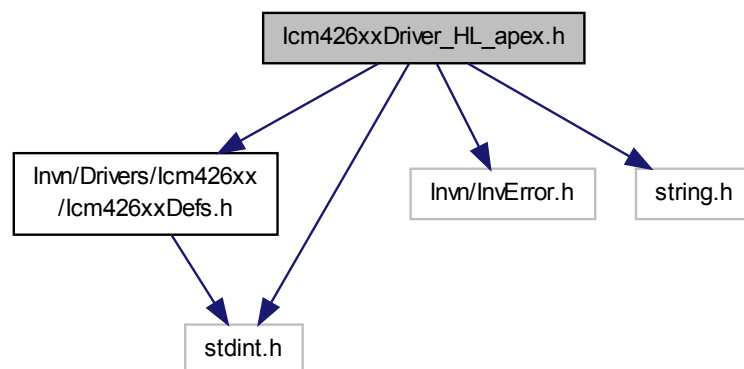 Icm426xxDriver_HL_apex.h
Invn/Drivers/Icm426xx
/Icm426xxDefs.h
Invn/InvError.h
string.h
stdint.h